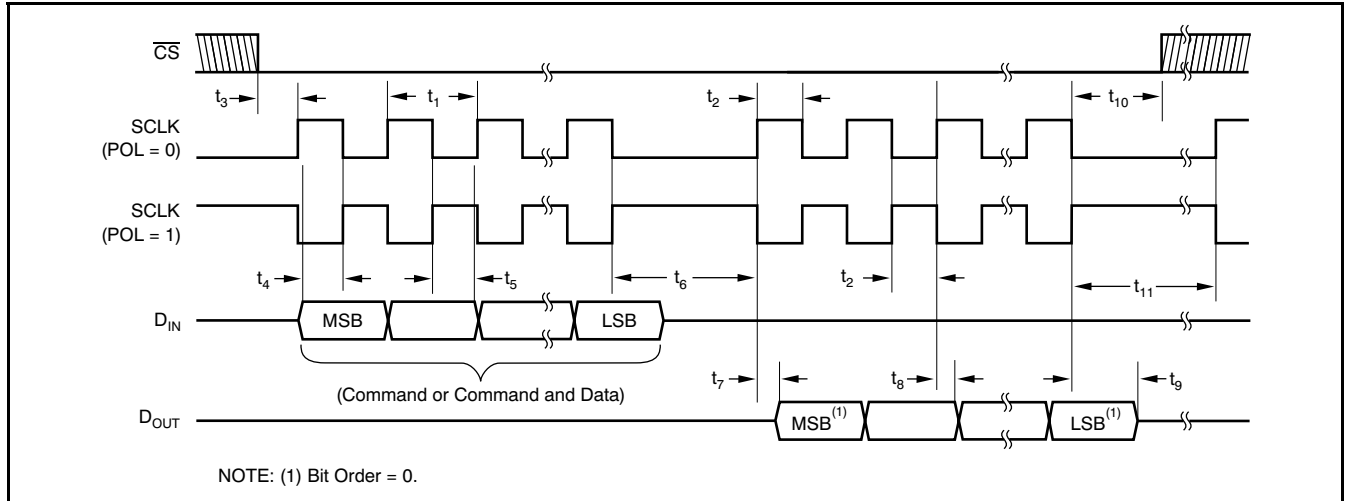 CS
t3 t1 t2 t10
SCLK
(POL = 0)
SCLK
(POL = 1)
t4 t5 t6 t2 t11
DIN MSB LSB
(Command or Command and Data)
t7 t8 t9
DOUT MSB(1) LSB(1)
NOTE: (1) Bit Order = 0.